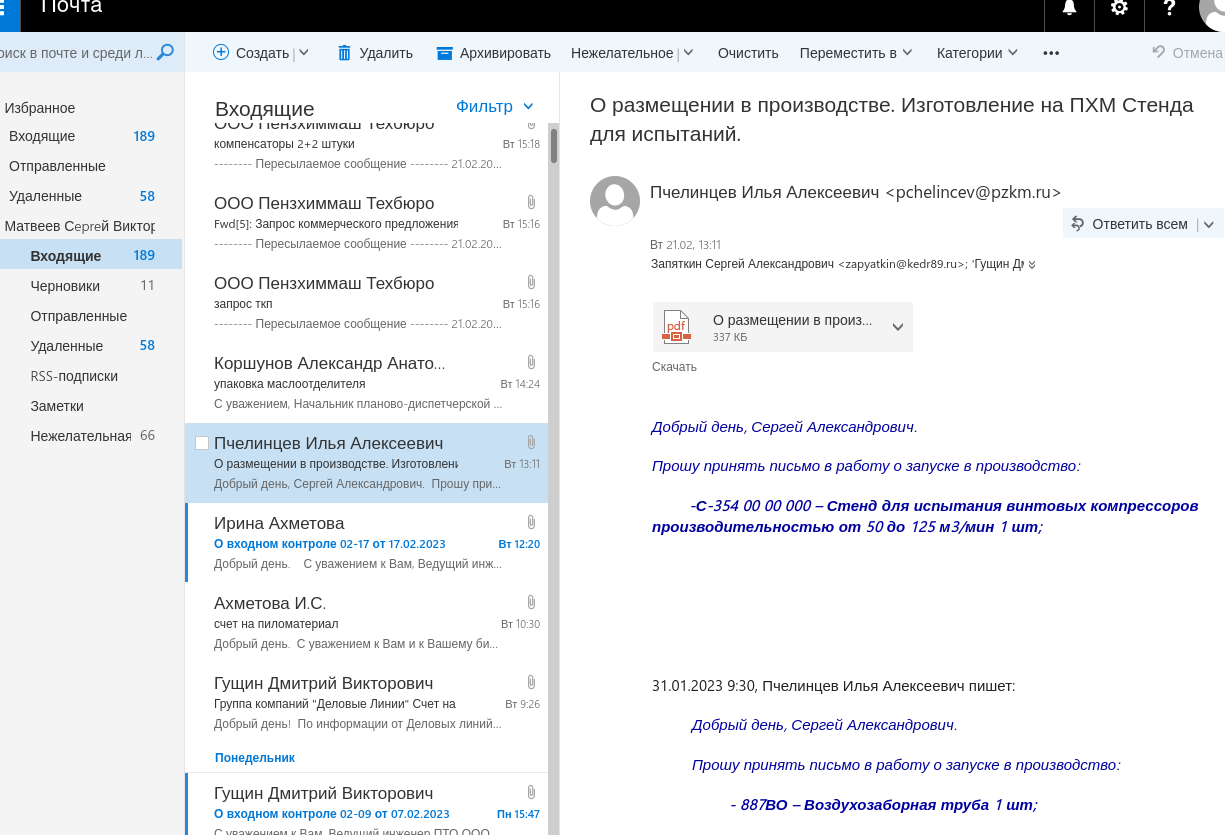 Почта
оиск в почте и среди л...
Создать
Удалить
Архивировать
Нежелательное
Очистить
Переместить в
Категории
Отмена
Избранное
Входящие 189
Отправленные
Удаленные 58
Матвеев Сергей Виктор
Входящие 189
Черновики 11
Отправленные
Удаленные 58
RSS-подписки
Заметки
Нежелательная 66
Входящие
Фильтр
ООО Пензхиммаш Техбюро
компенсаторы 2+2 штуки Вт 15:18
-------- Пересылаемое сообщение -------- 21.02.20...
ООО Пензхиммаш Техбюро
Fwd[5]: Запрос коммерческого предложения Вт 15:16
-------- Пересылаемое сообщение -------- 21.02.20...
ООО Пензхиммаш Техбюро
запрос ткп Вт 15:16
-------- Пересылаемое сообщение -------- 21.02.20...
Коршунов Александр Анато...
упаковка маслоотделителя Вт 14:24
С уважением, Начальник планово-диспетчерской ...
Пчелинцев Илья Алексеевич
О размещении в производстве. Изготовлени Вт 13:11
Добрый день, Сергей Александрович. Прошу при...
Ирина Ахметова
О входном контроле 02-17 от 17.02.2023 Вт 12:20
Добрый день. С уважением к Вам, Ведущий инж...
Ахметова И.С.
счет на пиломатериал Вт 10:30
Добрый день. С уважением к Вам и к Вашему би...
Гущин Дмитрий Викторович
Группа компаний "Деловые Линии" Счет на Вт 9:26
Добрый день! По информации от Деловых линий...
Понедельник
Гущин Дмитрий Викторович
О входном контроле 02-09 от 07.02.2023 Пн 15:47
С уважением к Вам, Ведущий инженер ПТО ООО
О размещении в производстве. Изготовление на ПХМ Стенда
для испытаний.
Пчелинцев Илья Алексеевич <pchelincev@pzkm.ru>
Ответить всем
Вт 21.02, 13:11
Запяткин Сергей Александрович <zapyatkin@kedr89.ru>; 'Гущин Дм
pdf
О размещении в произ...
337 КБ
Скачать
Добрый день, Сергей Александрович.
Прошу принять письмо в работу о запуске в производство:
-С-354 00 00 000 – Стенд для испытания винтовых компрессоров
производительностью от 50 до 125 м3/мин 1 шт;
31.01.2023 9:30, Пчелинцев Илья Алексеевич пишет:
Добрый день, Сергей Александрович.
Прошу принять письмо в работу о запуске в производство:
- 887ВО – Воздухозаборная труба 1 шт;